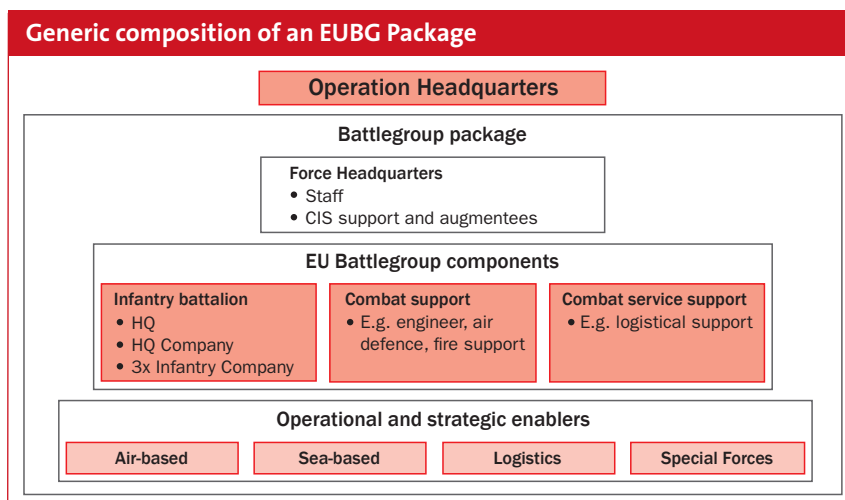 Generic composition of an EUBG Package
Operation Headquarters
Battlegroup package
Force Headquarters
• Staff
• CIS support and augmentees
EU Battlegroup components
Infantry battalion
• HQ
• HQ Company
• 3x Infantry Company
Combat support
• E.g. engineer, air
defence, fire support
Combat service support
• E.g. logistical support
Operational and strategic enablers
Air-based
Sea-based
Logistics
Special Forces